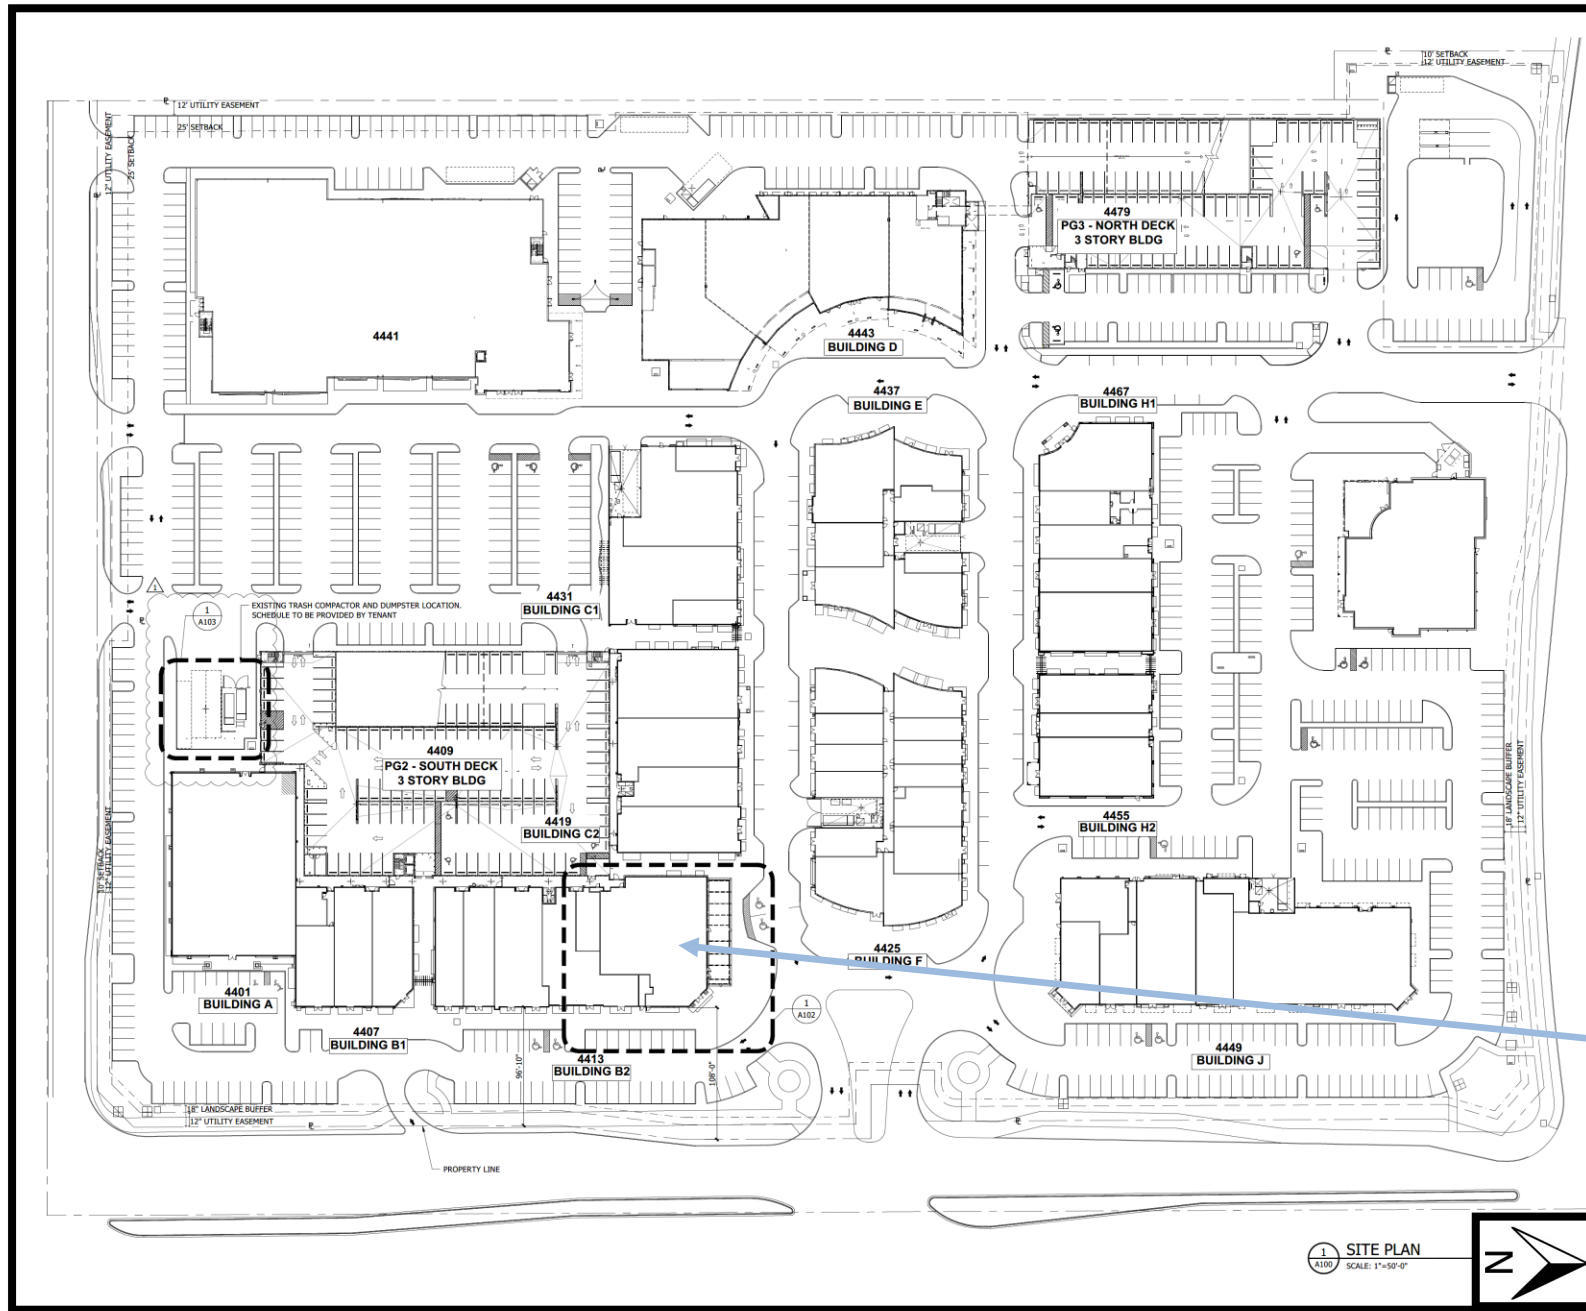 10' SETBACK
12' UTILITY EASEMENT
12' UTILITY EASEMENT
25' SETBACK
12" UTILITY EASEMENT
25' SETBACK
4479
PG3 - NORTH DECK
3 STORY BLDG
4441
4443
BUILDING D
4437
BUILDING E
4467
BUILDING H1
1
1
A103
EXISTING TRASH COMPACTOR AND DUMPSTER LOCATION.
SCHEDULE TO BE PROVIDED BY TENANT
4431
BUILDING C1
4409
PG2 - SOUTH DECK
3 STORY BLDG
4419
BUILDING C2
4455
BUILDING H2
18' LANDSCAPE BUFFER
12" UTILITY EASEMENT
10' SETBACK
12" UTILITY EASEMENT
4425
BUILDING F
4401
BUILDING A
4407
BUILDING B1
4413
BUILDING B2
1
A102
4449
BUILDING J
96'-10"
108'-0"
18" LANDSCAPE BUFFER
12" UTILITY EASEMENT
PROPERTY LINE
1
A100
SITE PLAN
SCALE: 1"=50'-0"
N